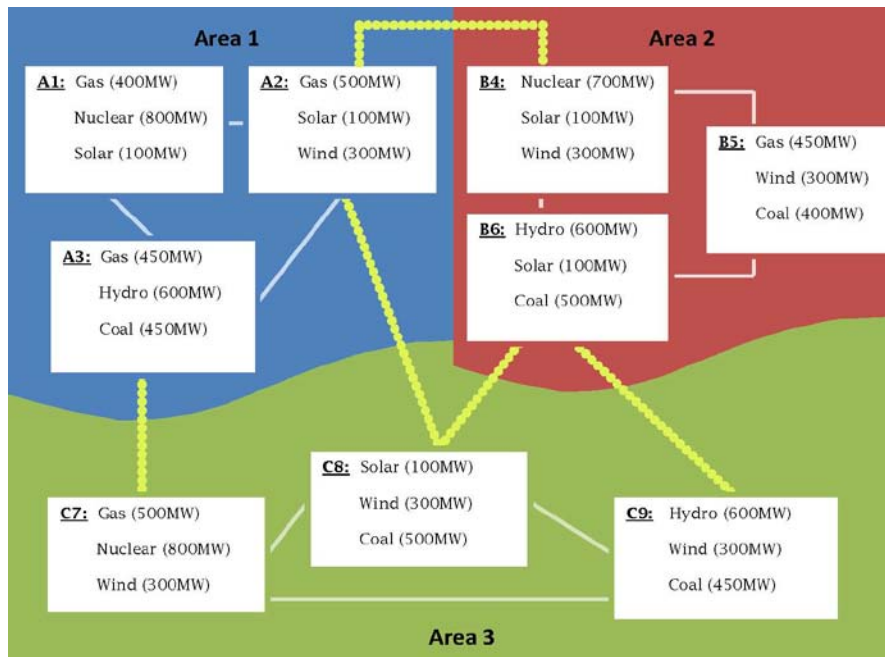 Area 1
Area 2
A1: Gas (400MW)
Nuclear (800MW)
Solar (100MW)
A2: Gas (500MW)
Solar (100MW)
Wind (300MW)
B4: Nuclear (700MW)
Solar (100MW)
Wind (300MW)
B5: Gas (450MW)
Wind (300MW)
Coal (400MW)
A3: Gas (450MW)
Hydro (600MW)
Coal (450MW)
B6: Hydro (600MW)
Solar (100MW)
Coal (500MW)
C7: Gas (500MW)
Nuclear (800MW)
Wind (300MW)
C8: Solar (100MW)
Wind (300MW)
Coal (500MW)
C9: Hydro (600MW)
Wind (300MW)
Coal (450MW)
Area 3